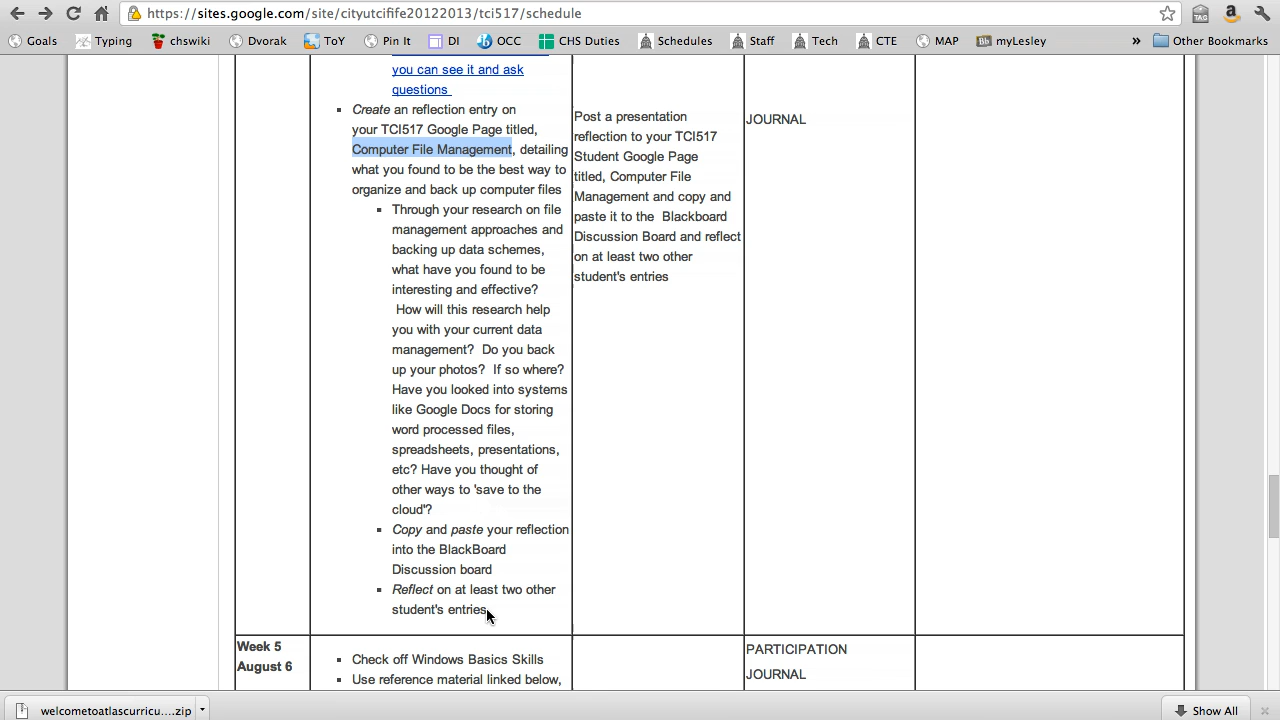 https://sites.google.com/site/cityutcifife20122013/tci517/schedule
TAG
Goals Typing chswiki Dvorak ToY Pin It DI OCC CHS Duties Schedules Staff Tech CTE MAP Bb myLesley » Other Bookmarks
you can see it and ask
questions
Create an reflection entry on
your TCI517 Google Page titled,
Computer File Management, detailing
what you found to be the best way to
organize and back up computer files
Through your research on file
management approaches and
backing up data schemes,
what have you found to be
interesting and effective?
How will this research help
you with your current data
management? Do you back
up your photos? If so where?
Have you looked into systems
like Google Docs for storing
word processed files,
spreadsheets, presentations,
etc? Have you thought of
other ways to 'save to the
cloud'?
Copy and paste your reflection
into the BlackBoard
Discussion board
Reflect on at least two other
student's entries
Post a presentation
reflection to your TCI517
Student Google Page
titled, Computer File
Management and copy and
paste it to the Blackboard
Discussion Board and reflect
on at least two other
student's entries
JOURNAL
Week 5
August 6
Check off Windows Basics Skills
Use reference material linked below,
PARTICIPATION
JOURNAL
welcometoatlascurricu....zip
Show All